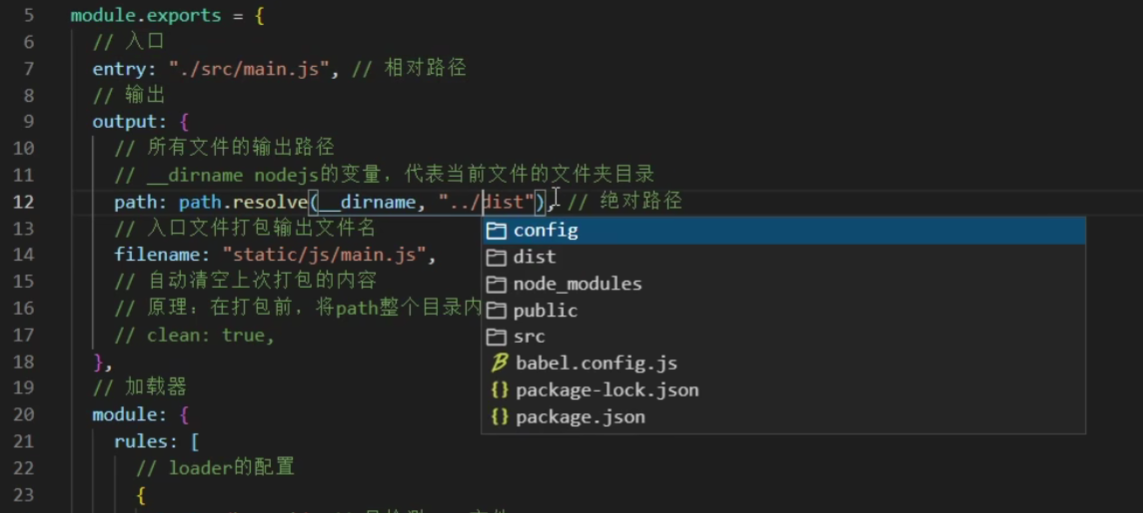 5 module.exports = {
6 // 入口
7 entry: "./src/main.js", // 相对路径
8 // 输出
9 output: {
10 // 所有文件的输出路径
11 // __dirname nodejs的变量，代表当前文件的文件夹目录
12 path: path.resolve(__dirname, "../dist"), // 绝对路径
13 // 入口文件打包输出文件名
config
14 filename: "static/js/main.js",
dist
15 // 自动清空上次打包的内容
node_modules
16 // 原理：在打包前，将path整个目录内
public
17 // clean: true,
src
18 },
babel.config.js
19 // 加载器
package-lock.json
20 module: {
package.json
21 rules: [
22 // loader的配置
23 {